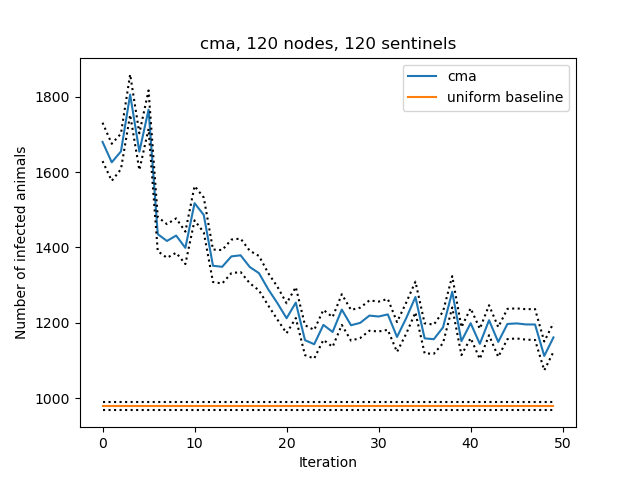 cma, 120 nodes, 120 sentinels
cma
uniform baseline
Number of infected animals
1800
1600
1400
1200
1000
0 10 20 30 40 50
Iteration